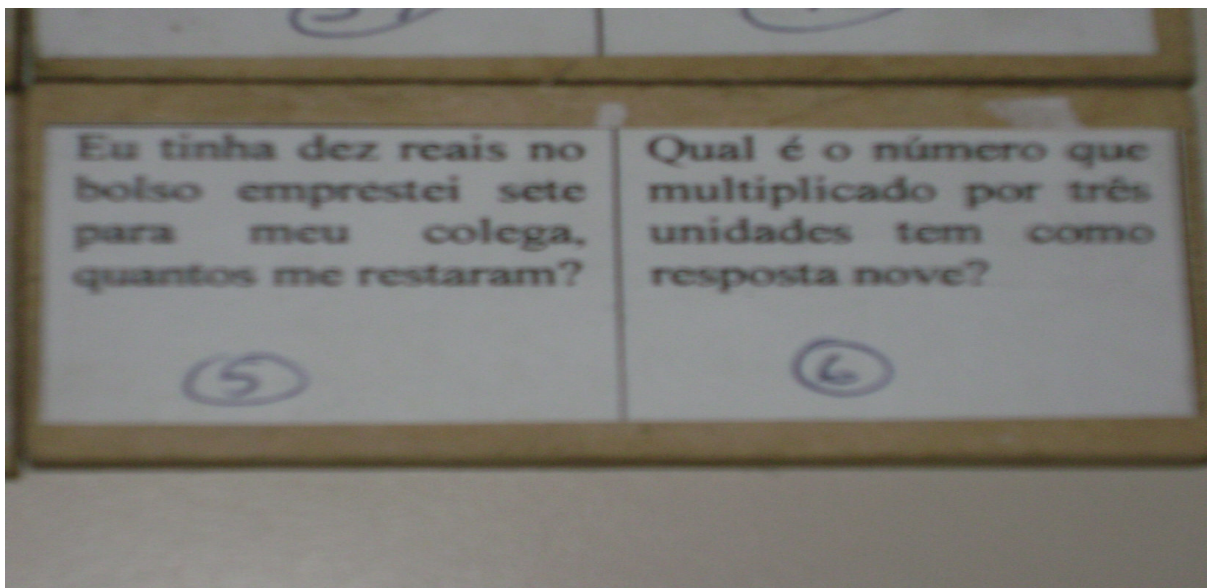 Eu tinha dez reais no
bolso emprestei sete
para meu colega,
quantos me restaram?
5
Qual é o número que
multiplicado por três
unidades tem como
resposta nove?
6